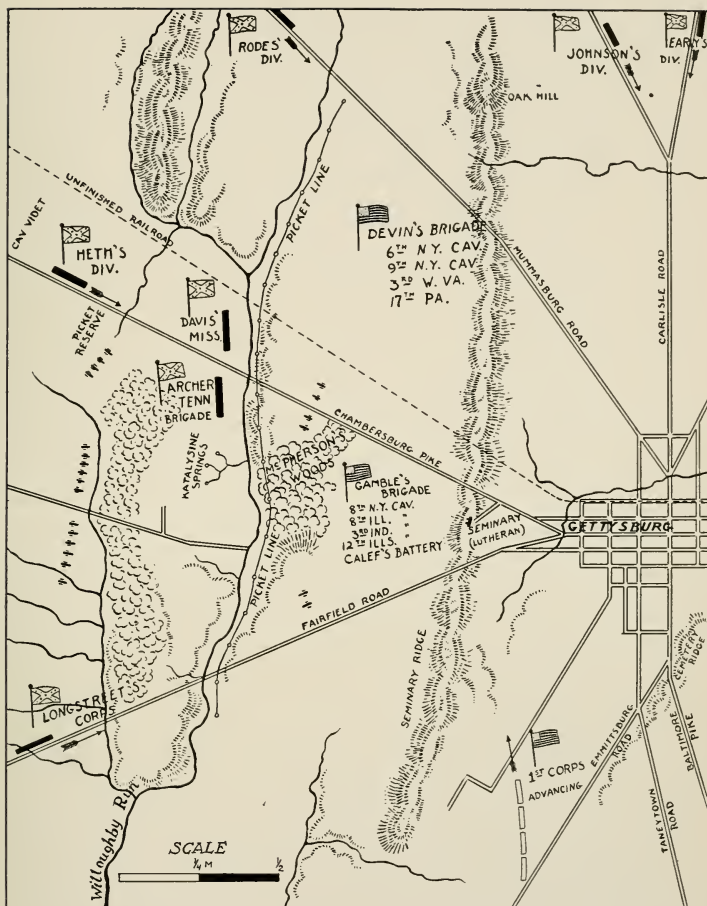 RODES'
DIV.
JOHNSON'S
DIV.
EARLY'S
DIV.
OAK HILL
UNFINISHED RAILROAD
CAV VIDET
HETH'S
DIV.
PICKET
RESERVE
PICKET LINE
DEVIN'S BRIGADE
6TH N.Y. CAV.
9TH N.Y. CAV.
3RD W. VA.
17TH PA.
MUMMASBURG ROAD
CARLISLE ROAD
DAVIS'
MISS.
ARCHER
TENN
BRIGADE
KATALYSINE
SPRINGS
CHAMBERSBURG PIKE
McPHERSON'S
WOODS
GAMBLE'S
BRIGADE
8TH N.Y. CAV.
8TH ILL. "
3RD IND. "
12TH ILLS. "
CALEF'S BATTERY
SEMINARY
(LUTHERAN)
GETTYSBURG
PICKET LINE
FAIRFIELD ROAD
SEMINARY RIDGE
CEMETERY
RIDGE
LONGSTREET'S
CORPS
1ST CORPS
ADVANCING
EMMITSBURG
ROAD
BALTIMORE
PIKE
TANEYTOWN
ROAD
Willoughby Run
SCALE
¼ M ½